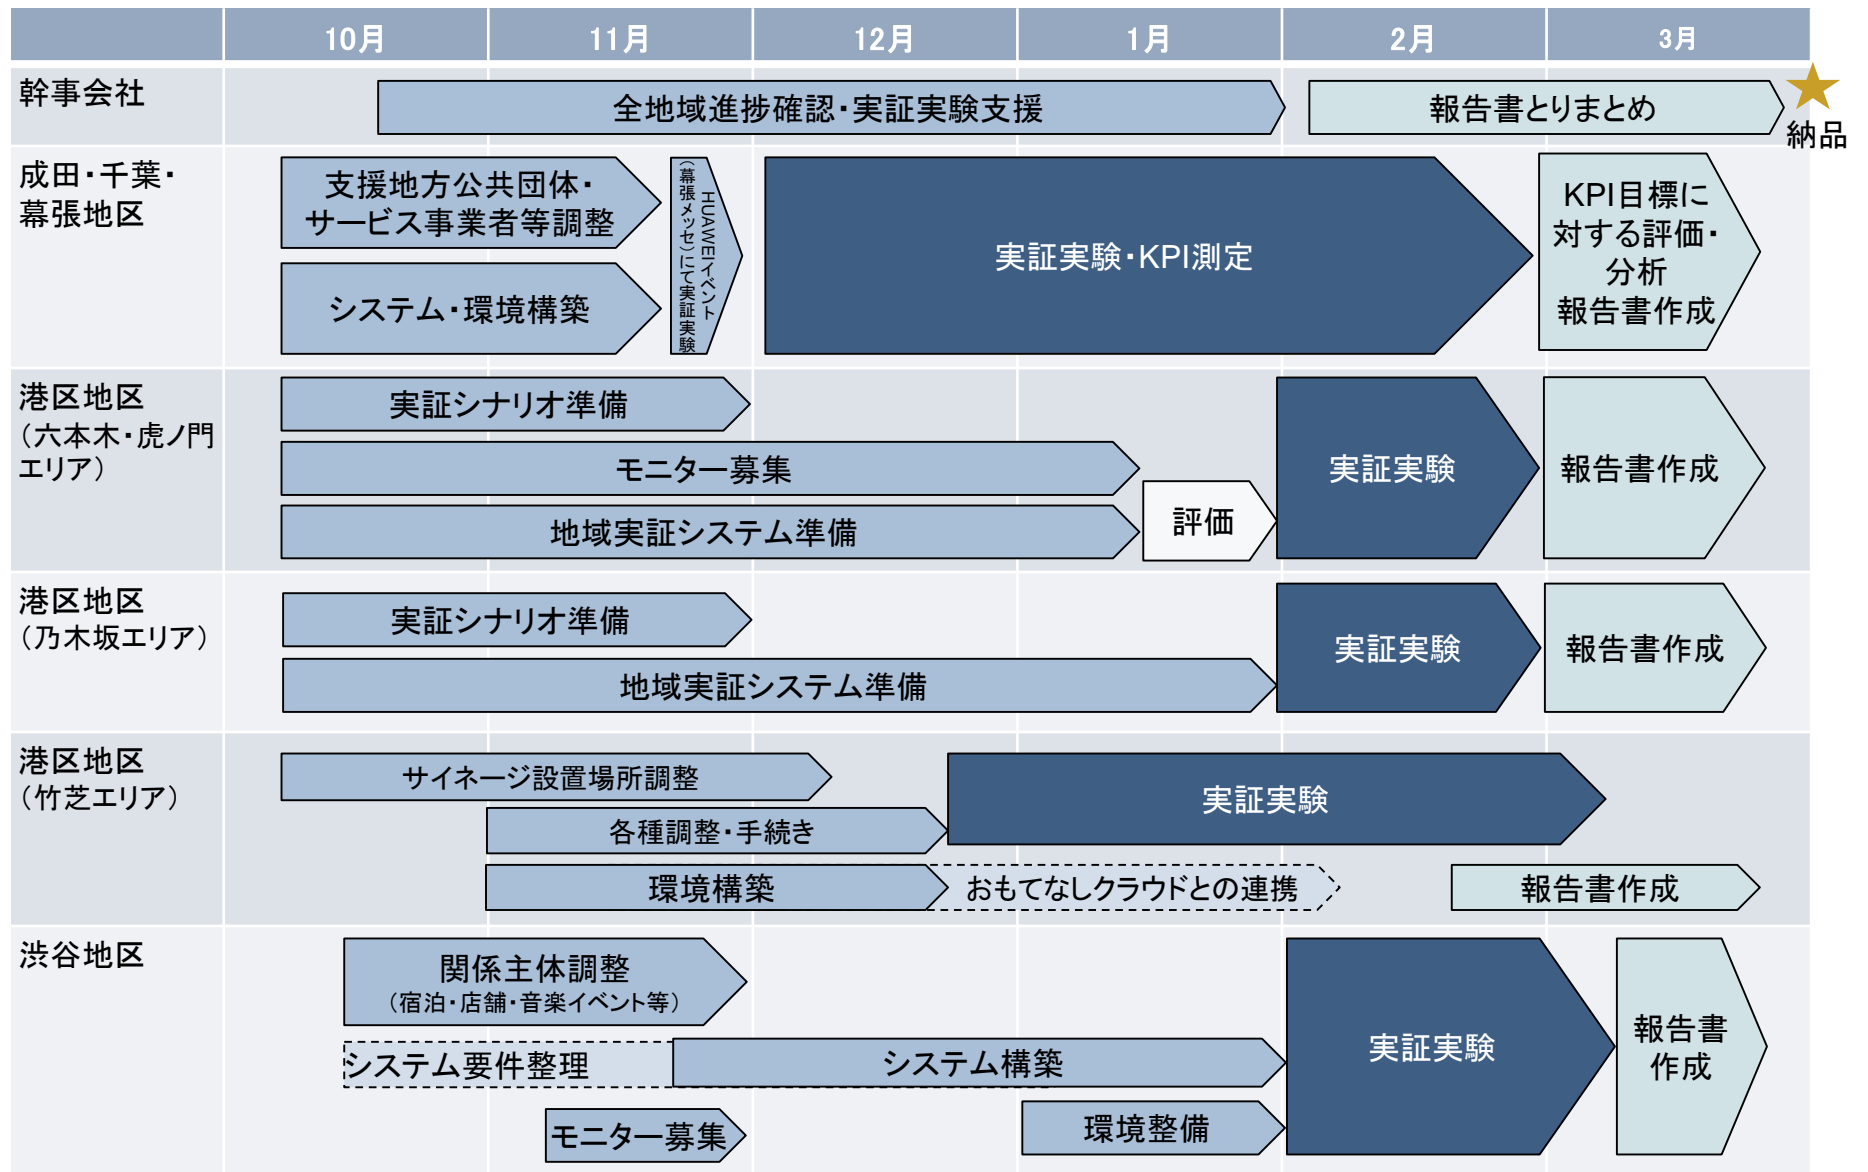 10月
11月
12月
1月
2月
3月
幹事会社
全地域進捗確認・実証実験支援
報告書とりまとめ
納品
成田・千葉・
幕張地区
支援地方公共団体・
サービス事業者等調整
システム・環境構築
HUAWEIイベント
（幕張メッセ）にて実証実験
実証実験・KPI測定
KPI目標に
対する評価・
分析
報告書作成
港区地区
（六本木・虎ノ門
エリア）
実証シナリオ準備
モニター募集
地域実証システム準備
評価
実証実験
報告書作成
港区地区
（乃木坂エリア）
実証シナリオ準備
地域実証システム準備
実証実験
報告書作成
港区地区
（竹芝エリア）
サイネージ設置場所調整
各種調整・手続き
環境構築
おもてなしクラウドとの連携
実証実験
報告書作成
渋谷地区
関係主体調整
（宿泊・店舗・音楽イベント等）
システム要件整理
システム構築
モニター募集
環境整備
実証実験
報告書
作成